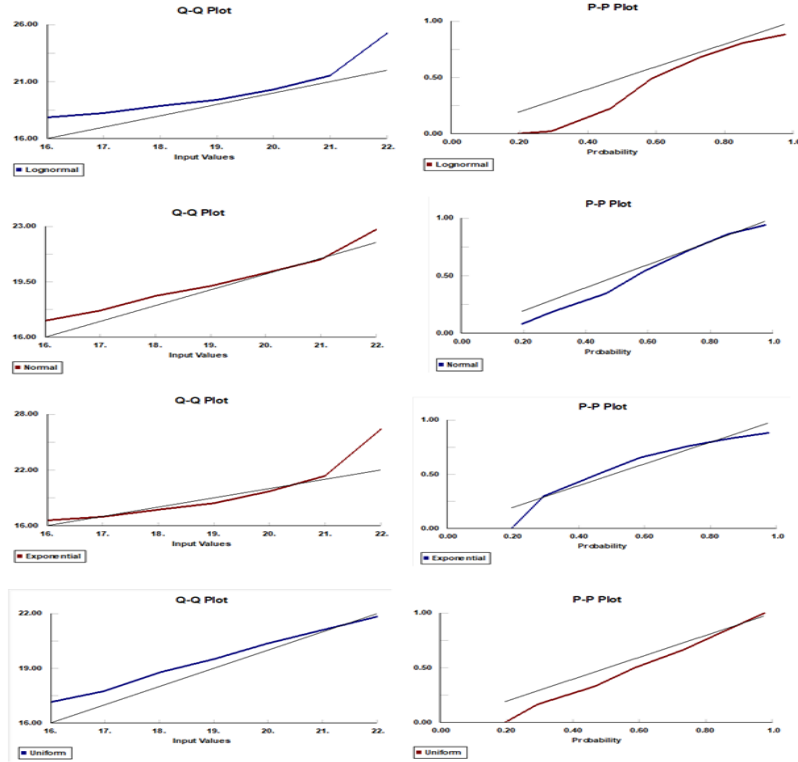 Q-Q Plot
26.00
21.00
16.00
16. 17. 18. 19. 20. 21. 22.
Input Values
Lognormal
P-P Plot
1.00
0.50
0.00
0.00 0.20 0.40 0.60 0.80 1.0
Probability
Lognormal
Q-Q Plot
23.00
19.50
16.00
16. 17. 18. 19. 20. 21. 22.
Input Values
Normal
P-P Plot
1.00
0.50
0.00
0.00 0.20 0.40 0.60 0.80 1.00
Probability
Normal
Q-Q Plot
28.00
22.00
16.00
16. 17. 18. 19. 20. 21. 22.
Input Values
Exponential
P-P Plot
1.00
0.50
0.00
0.00 0.20 0.40 0.60 0.80 1.00
Probability
Exponential
Q-Q Plot
22.00
19.00
16.00
16. 17. 18. 19. 20. 21. 22.
Input Values
Uniform
P-P Plot
1.00
0.50
0.00
0.00 0.20 0.40 0.60 0.80 1.00
Probability
Uniform